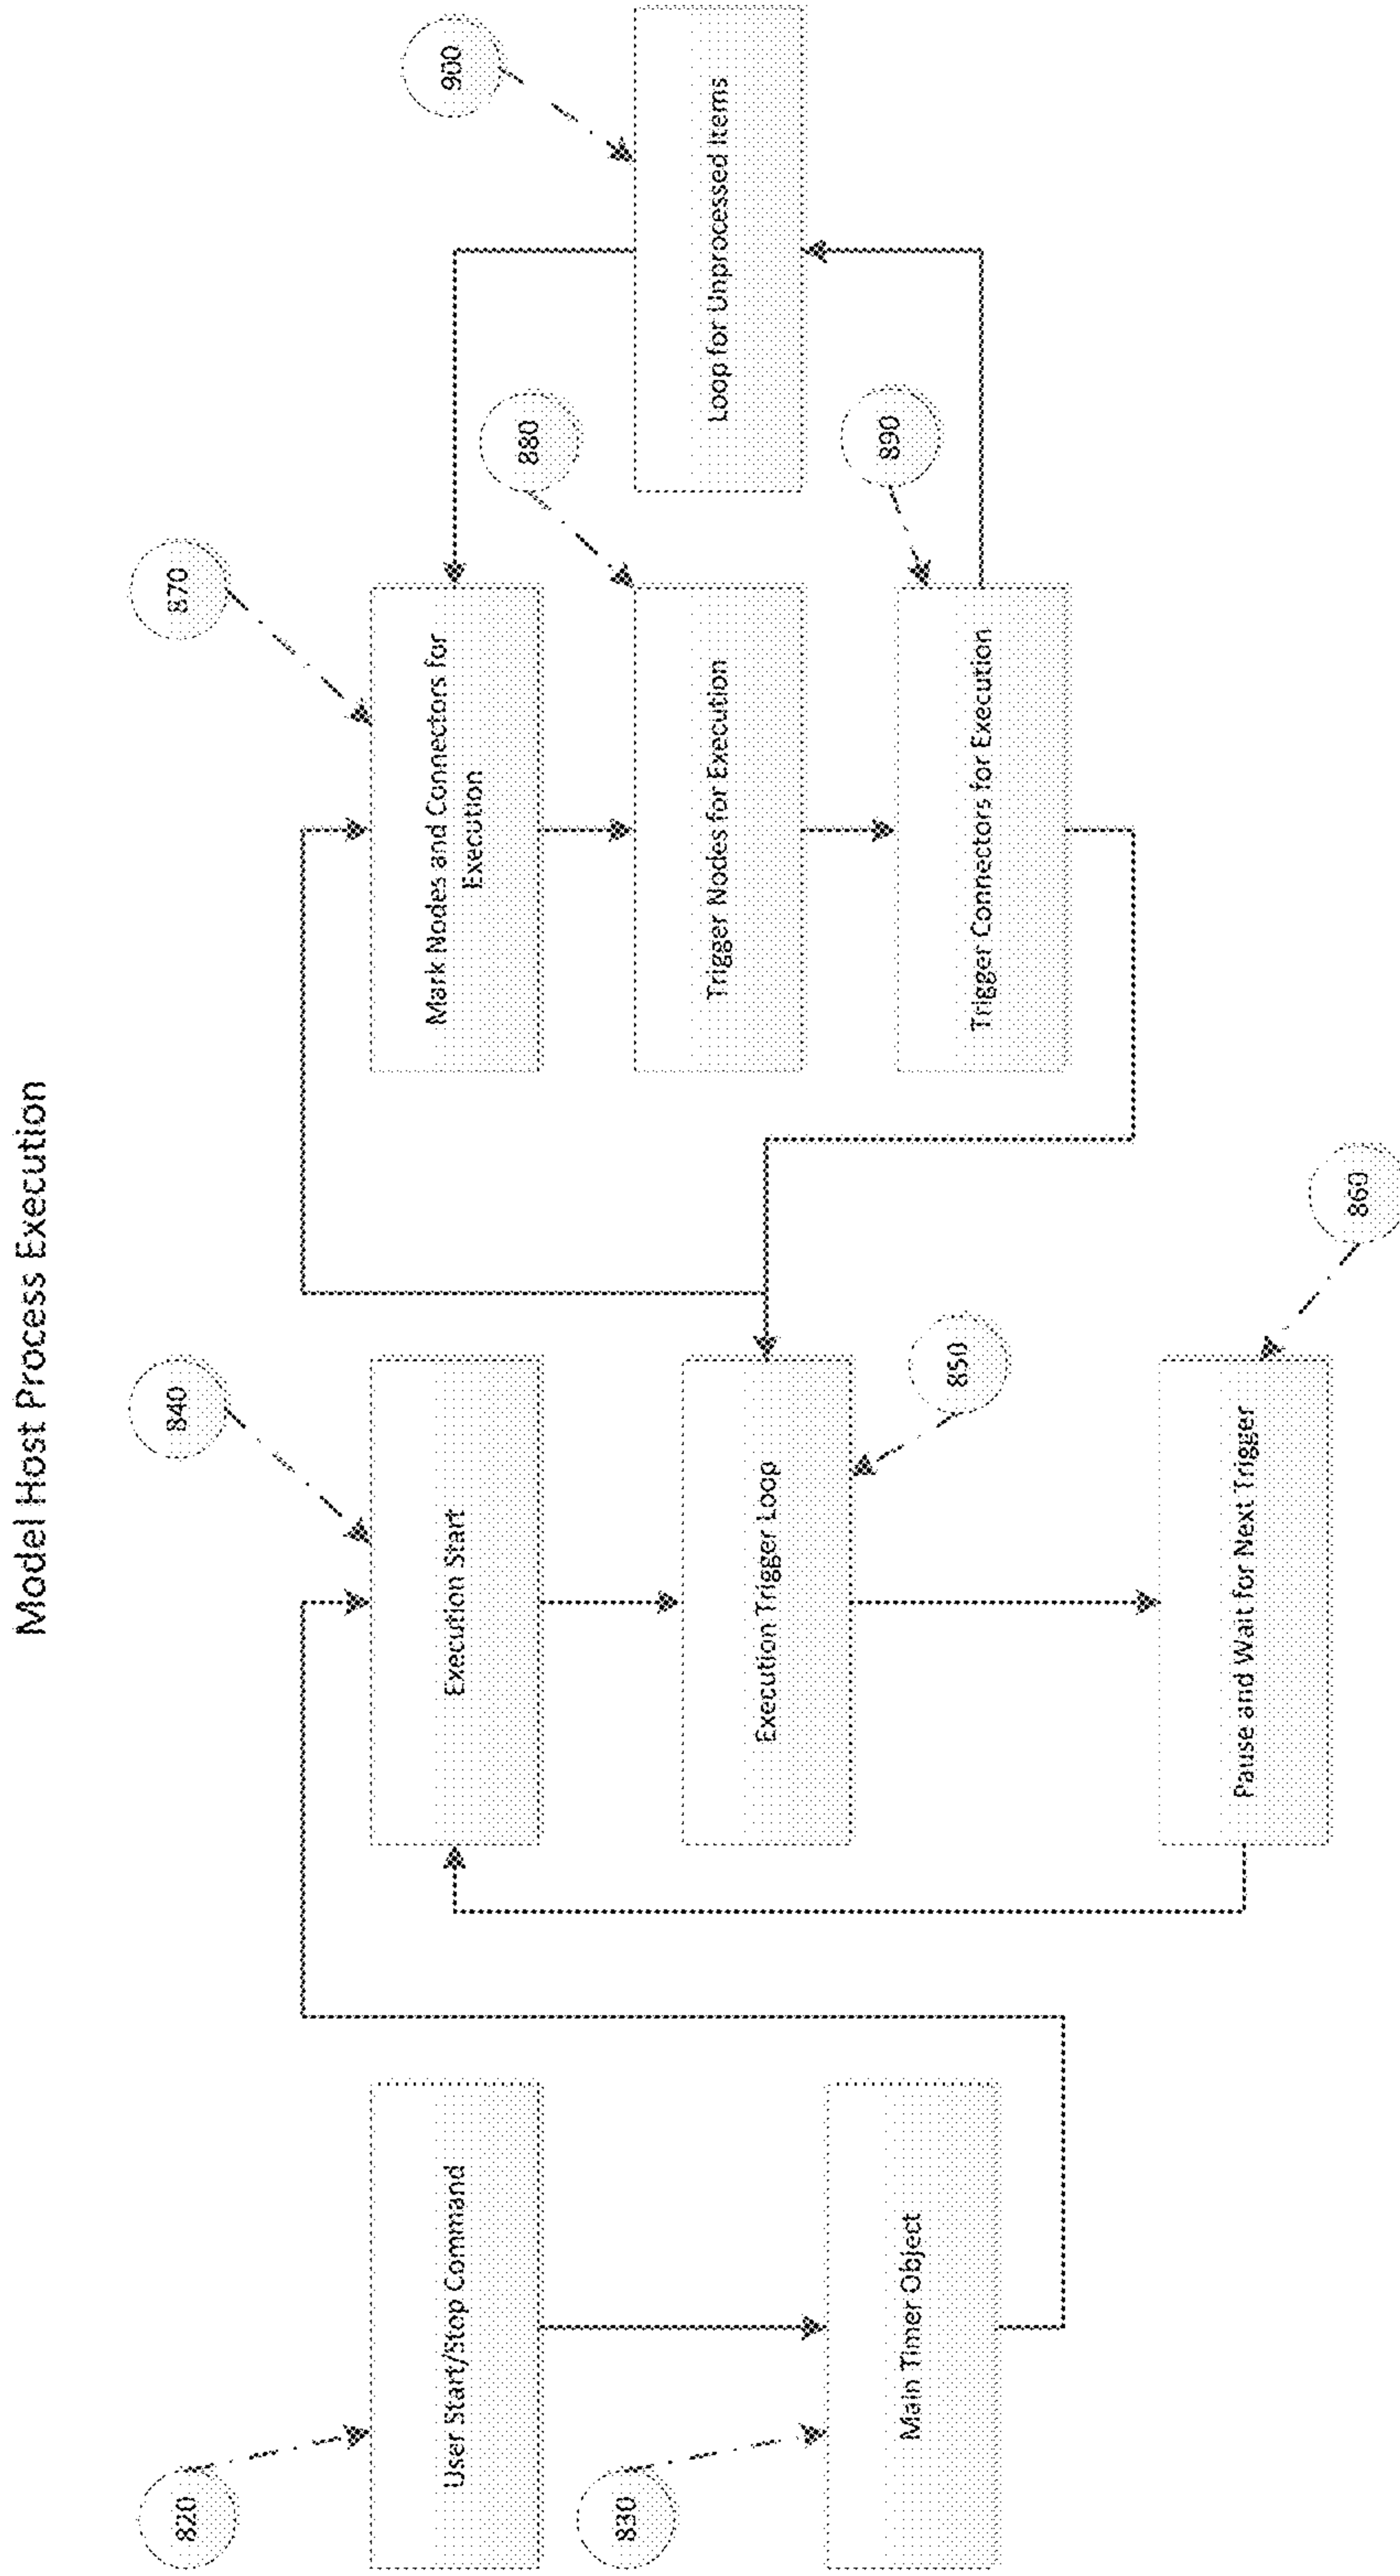 Model Host Process Execution
820
User Start/Stop Command
830
Main Timer Object
840
Execution Start
850
Execution Trigger Loop
860
Pause and Wait for Next Trigger
870
Mark Nodes and Connectors for
Execution
880
Trigger Nodes for Execution
890
Trigger Connectors for Execution
900
Loop for Unprocessed Items